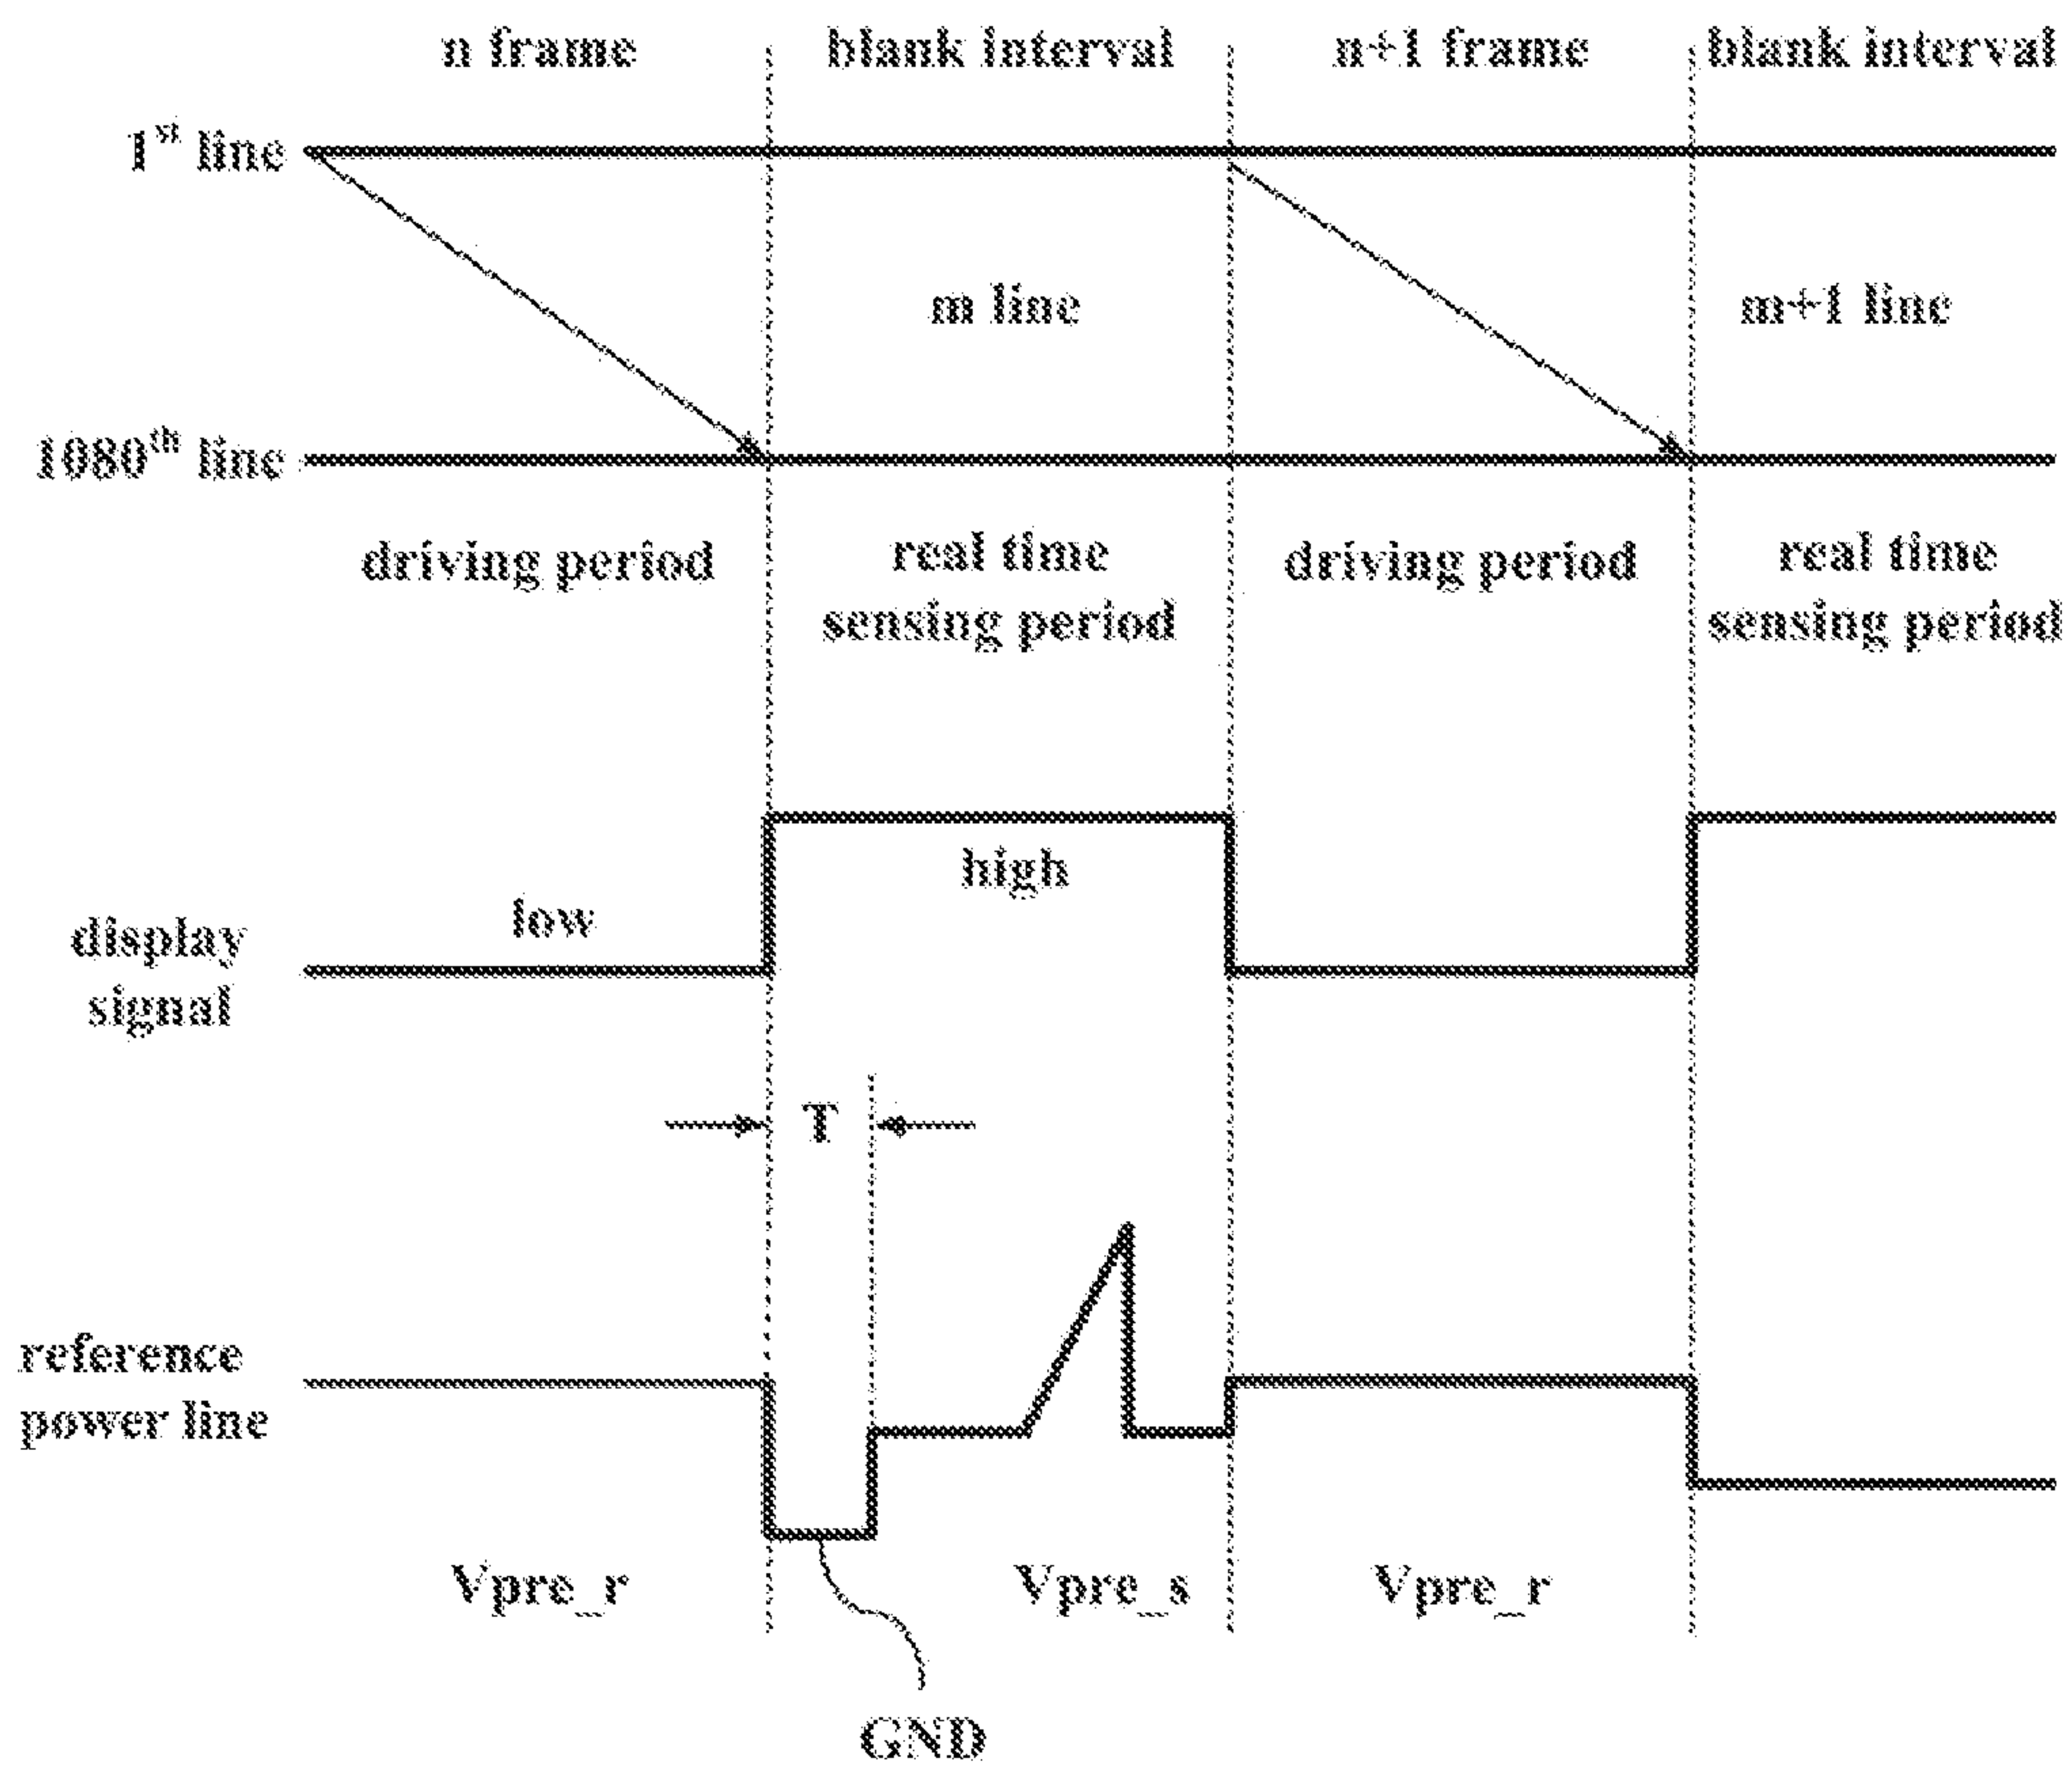 n frame
blank interval
n+1 frame
blank interval
1st line
m line
m+1 line
1080th line
driving period
real time
sensing period
driving period
real time
sensing period
high
low
display
signal
T
reference
power line
Vpre_r
Vpre_s
Vpre_r
GND